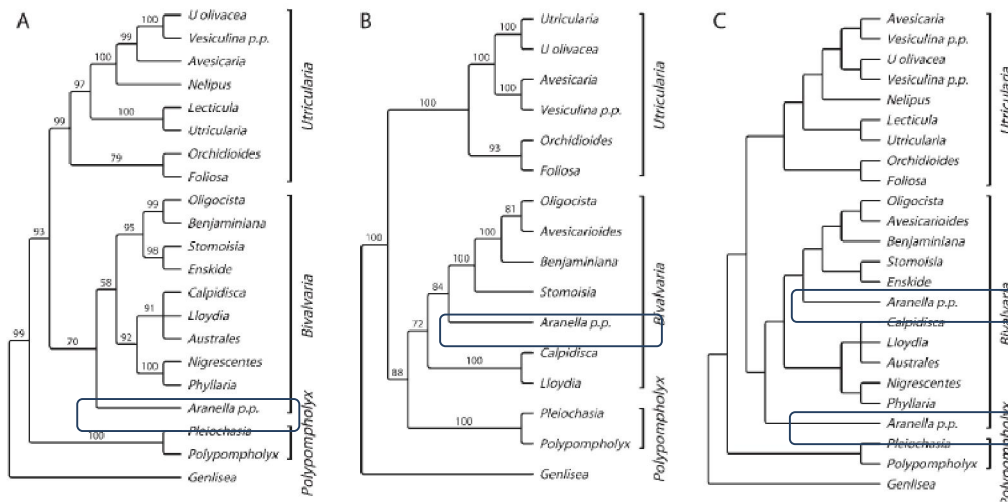 A
100
U olivacea
99
Vesiculina p.p.
100
Avesicaria
97
Nelipus
Lecticula
100
99
Utricularia
Orchidioides
79
Foliosa
Utricularia
93
99
Oligocista
95
Benjaminiana
98
Stomoisia
Enskide
58
Calpidisca
91
Lloydia
92
Australes
99
70
Nigrescentes
100
Phyllaria
Aranella p.p.
Bivalvaria
100
Pleiochasia
Polypompholyx
Polypompholyx
Genlisea
B
Utricularia
100
U olivacea
100
Avesicaria
100
Vesiculina p.p.
100
Orchidioides
93
Foliosa
Utricularia
Oligocista
81
Avesicarioides
100
Benjaminiana
100
Stomoisia
84
Aranella p.p.
72
Calpidisca
100
Lloydia
Bivalvaria
100
88
Pleiochasia
100
Polypompholyx
Polypompholyx
Genlisea
C
Avesicaria
Vesiculina p.p.
U olivacea
Vesiculina p.p.
Nelipus
Lecticula
Utricularia
Orchidioides
Foliosa
Utricularia
Oligocista
Avesicarioides
Benjaminiana
Stomoisia
Enskide
Aranella p.p.
Calpidisca
Lloydia
Australes
Nigrescentes
Phyllaria
Aranella p.p.
Bivalvaria
Pleiochasia
Polypompholyx
Polypompholyx
Genlisea